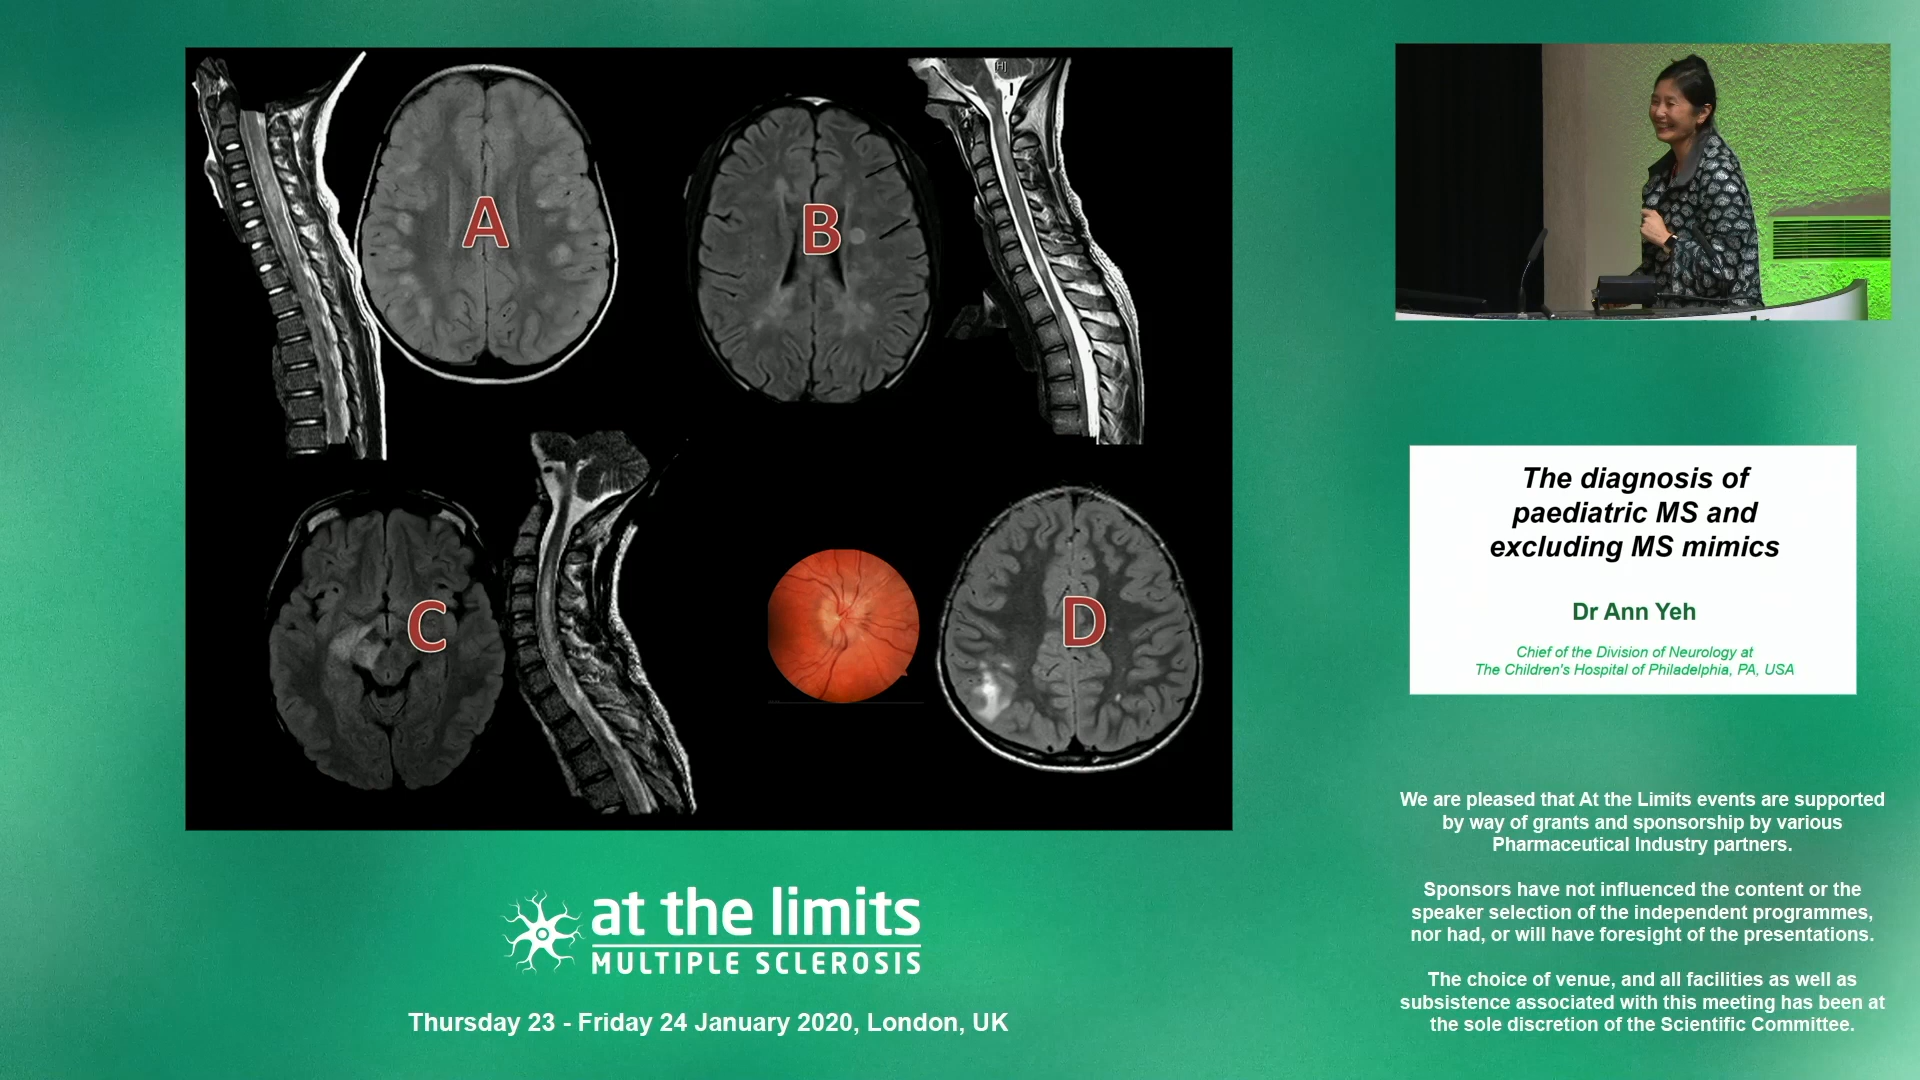 [H]
A
B
C
D
The diagnosis of
paediatric MS and
excluding MS mimics
Dr Ann Yeh
Chief of the Division of Neurology at
The Children's Hospital of Philadelphia, PA, USA
We are pleased that At the Limits events are supported
by way of grants and sponsorship by various
Pharmaceutical Industry partners.
Sponsors have not influenced the content or the
speaker selection of the independent programmes,
nor had, or will have foresight of the presentations.
The choice of venue, and all facilities as well as
subsistence associated with this meeting has been at
the sole discretion of the Scientific Committee.
at the limits
MULTIPLE SCLEROSIS
Thursday 23 - Friday 24 January 2020, London, UK